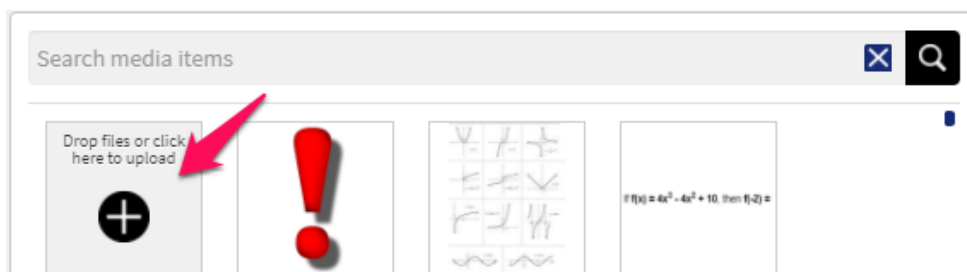 Search media items
Drop files or click
here to upload
If f(x) = 4x³ - 4x² + 10, then f(-2) =